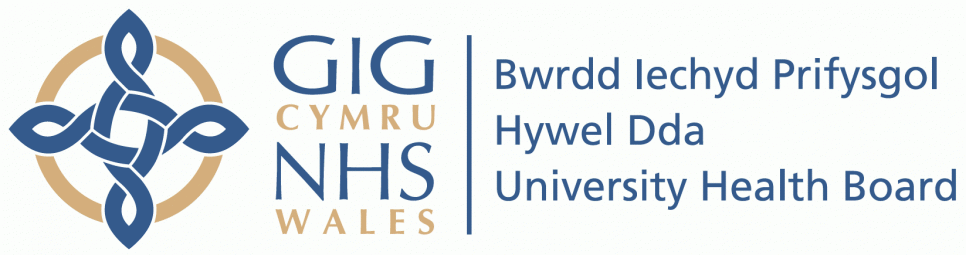 GIG
CYMRU
NHS
WALES
Bwrdd Iechyd Prifysgol
Hywel Dda
University Health Board